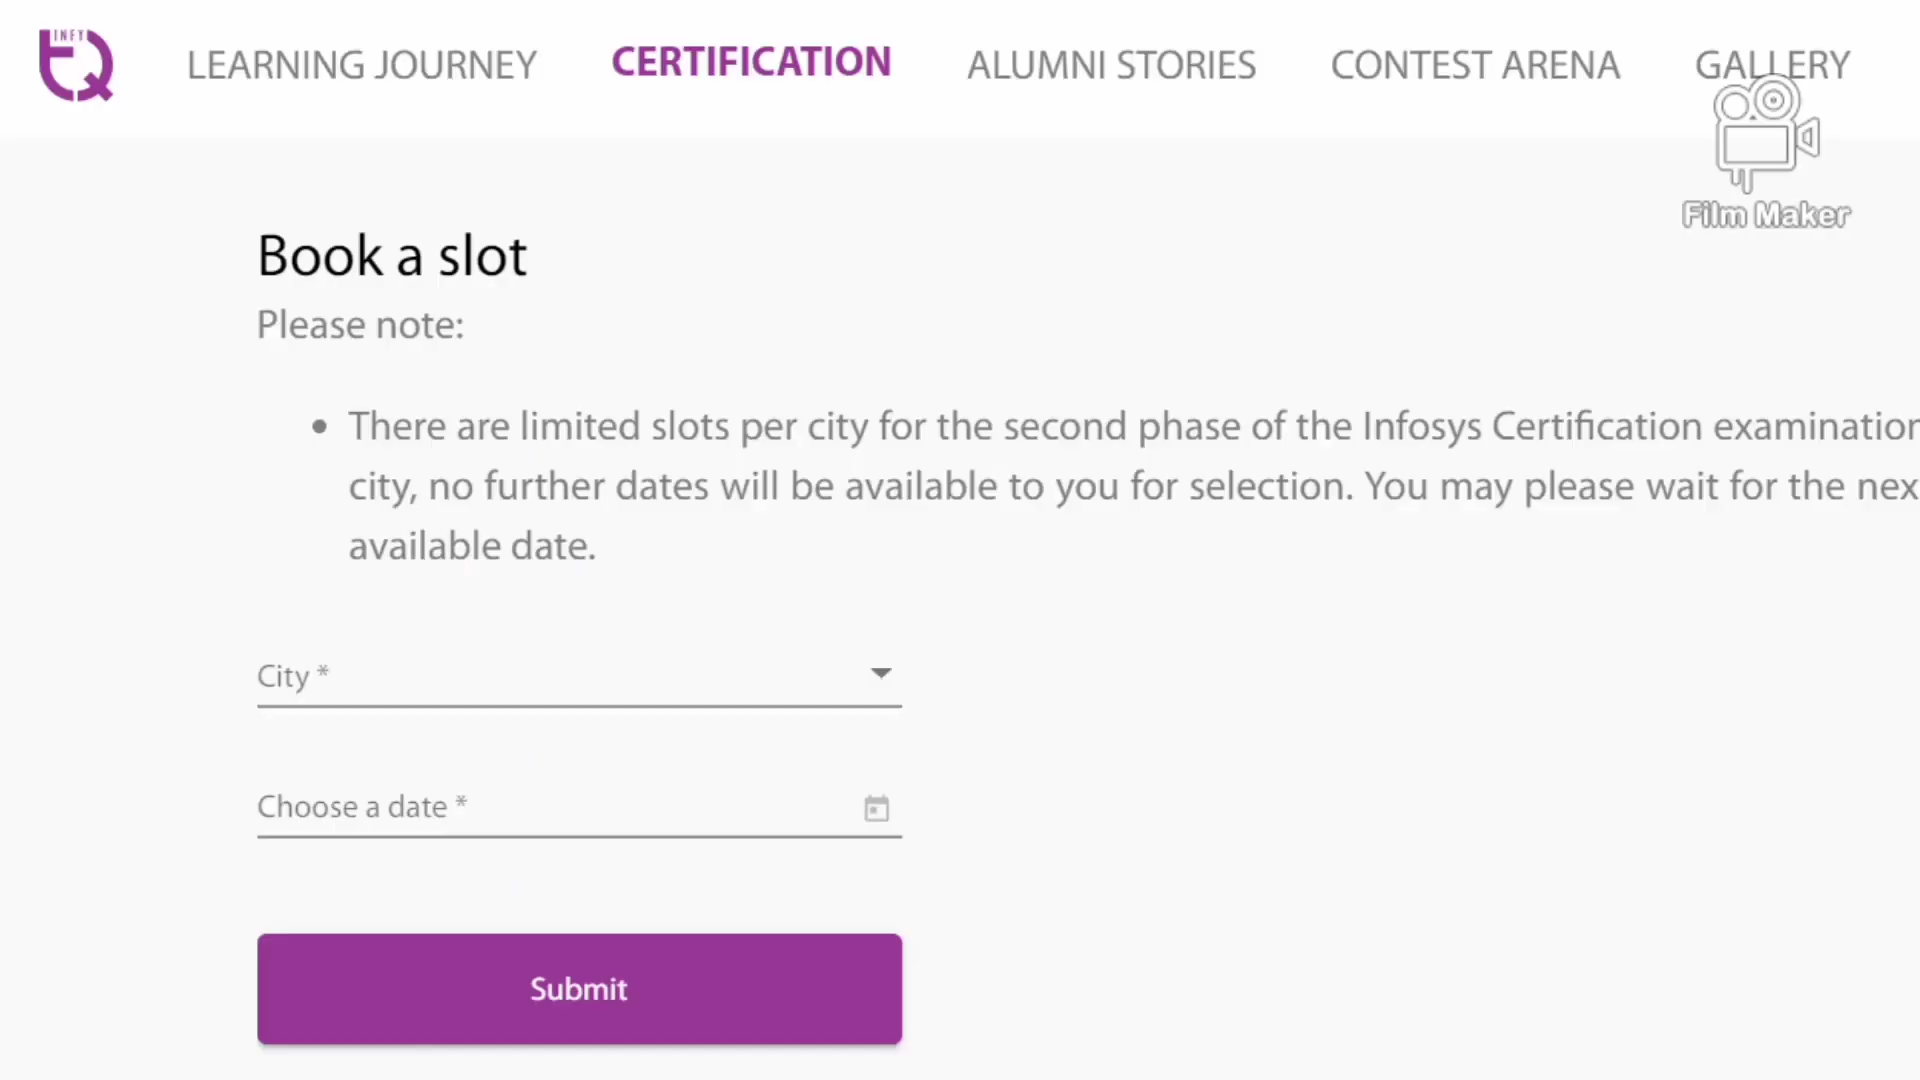 INFY
TQ
LEARNING JOURNEY
CERTIFICATION
ALUMNI STORIES
CONTEST ARENA
GALLERY
Film Maker
Book a slot
Please note:
• There are limited slots per city for the second phase of the Infosys Certification examination
city, no further dates will be available to you for selection. You may please wait for the nex
available date.
City *
Choose a date *
Submit